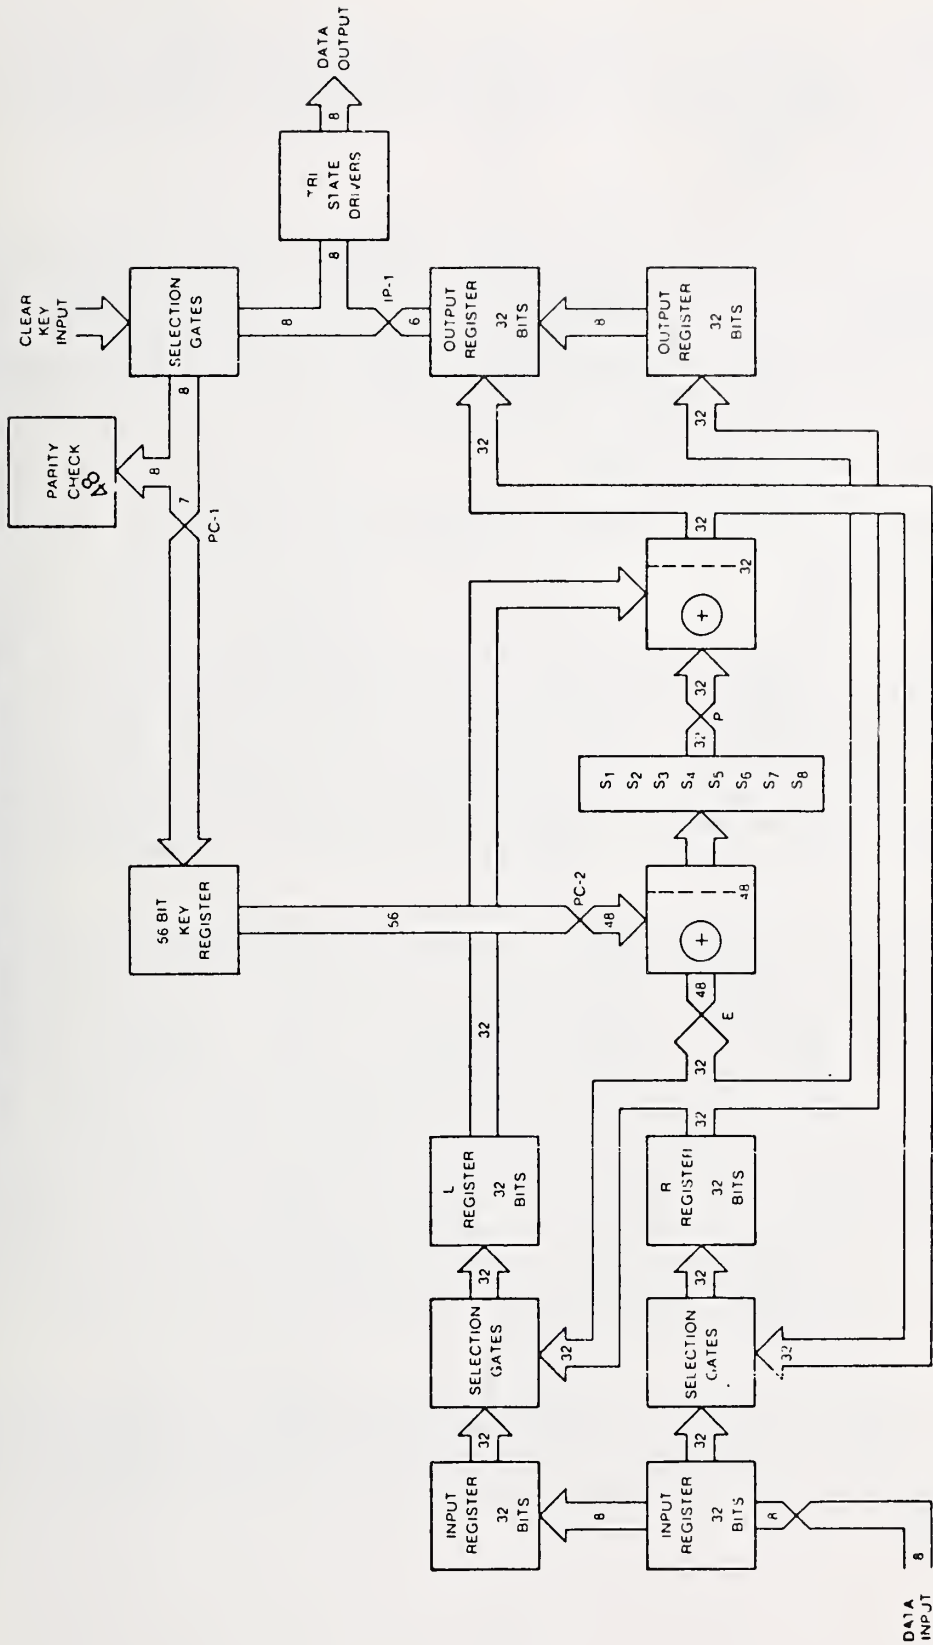 CLEAR
KEY
INPUT
PARITY
CHECK
48
8
8
7
PC-1
SELECTION
GATES
8
8
IP-1
6
TRI
STATE
DRIVERS
8
DATA
OUTPUT
56 BIT
KEY
REGISTER
56
PC-2
48
INPUT
REGISTER
32
BITS
32
SELECTION
GATES
32
L
REGISTER
32
BITS
32
32
OUTPUT
REGISTER
32
BITS
8
8
32
INPUT
REGISTER
32
BITS
32
SELECTION
GATES
32
R
REGISTER
32
BITS
32
32
E
48
+
48
S1
S2
S3
S4
S5
S6
S7
S8
32
P
32
+
32
32
32
OUTPUT
REGISTER
32
BITS
8
32
DATA
INPUT
8